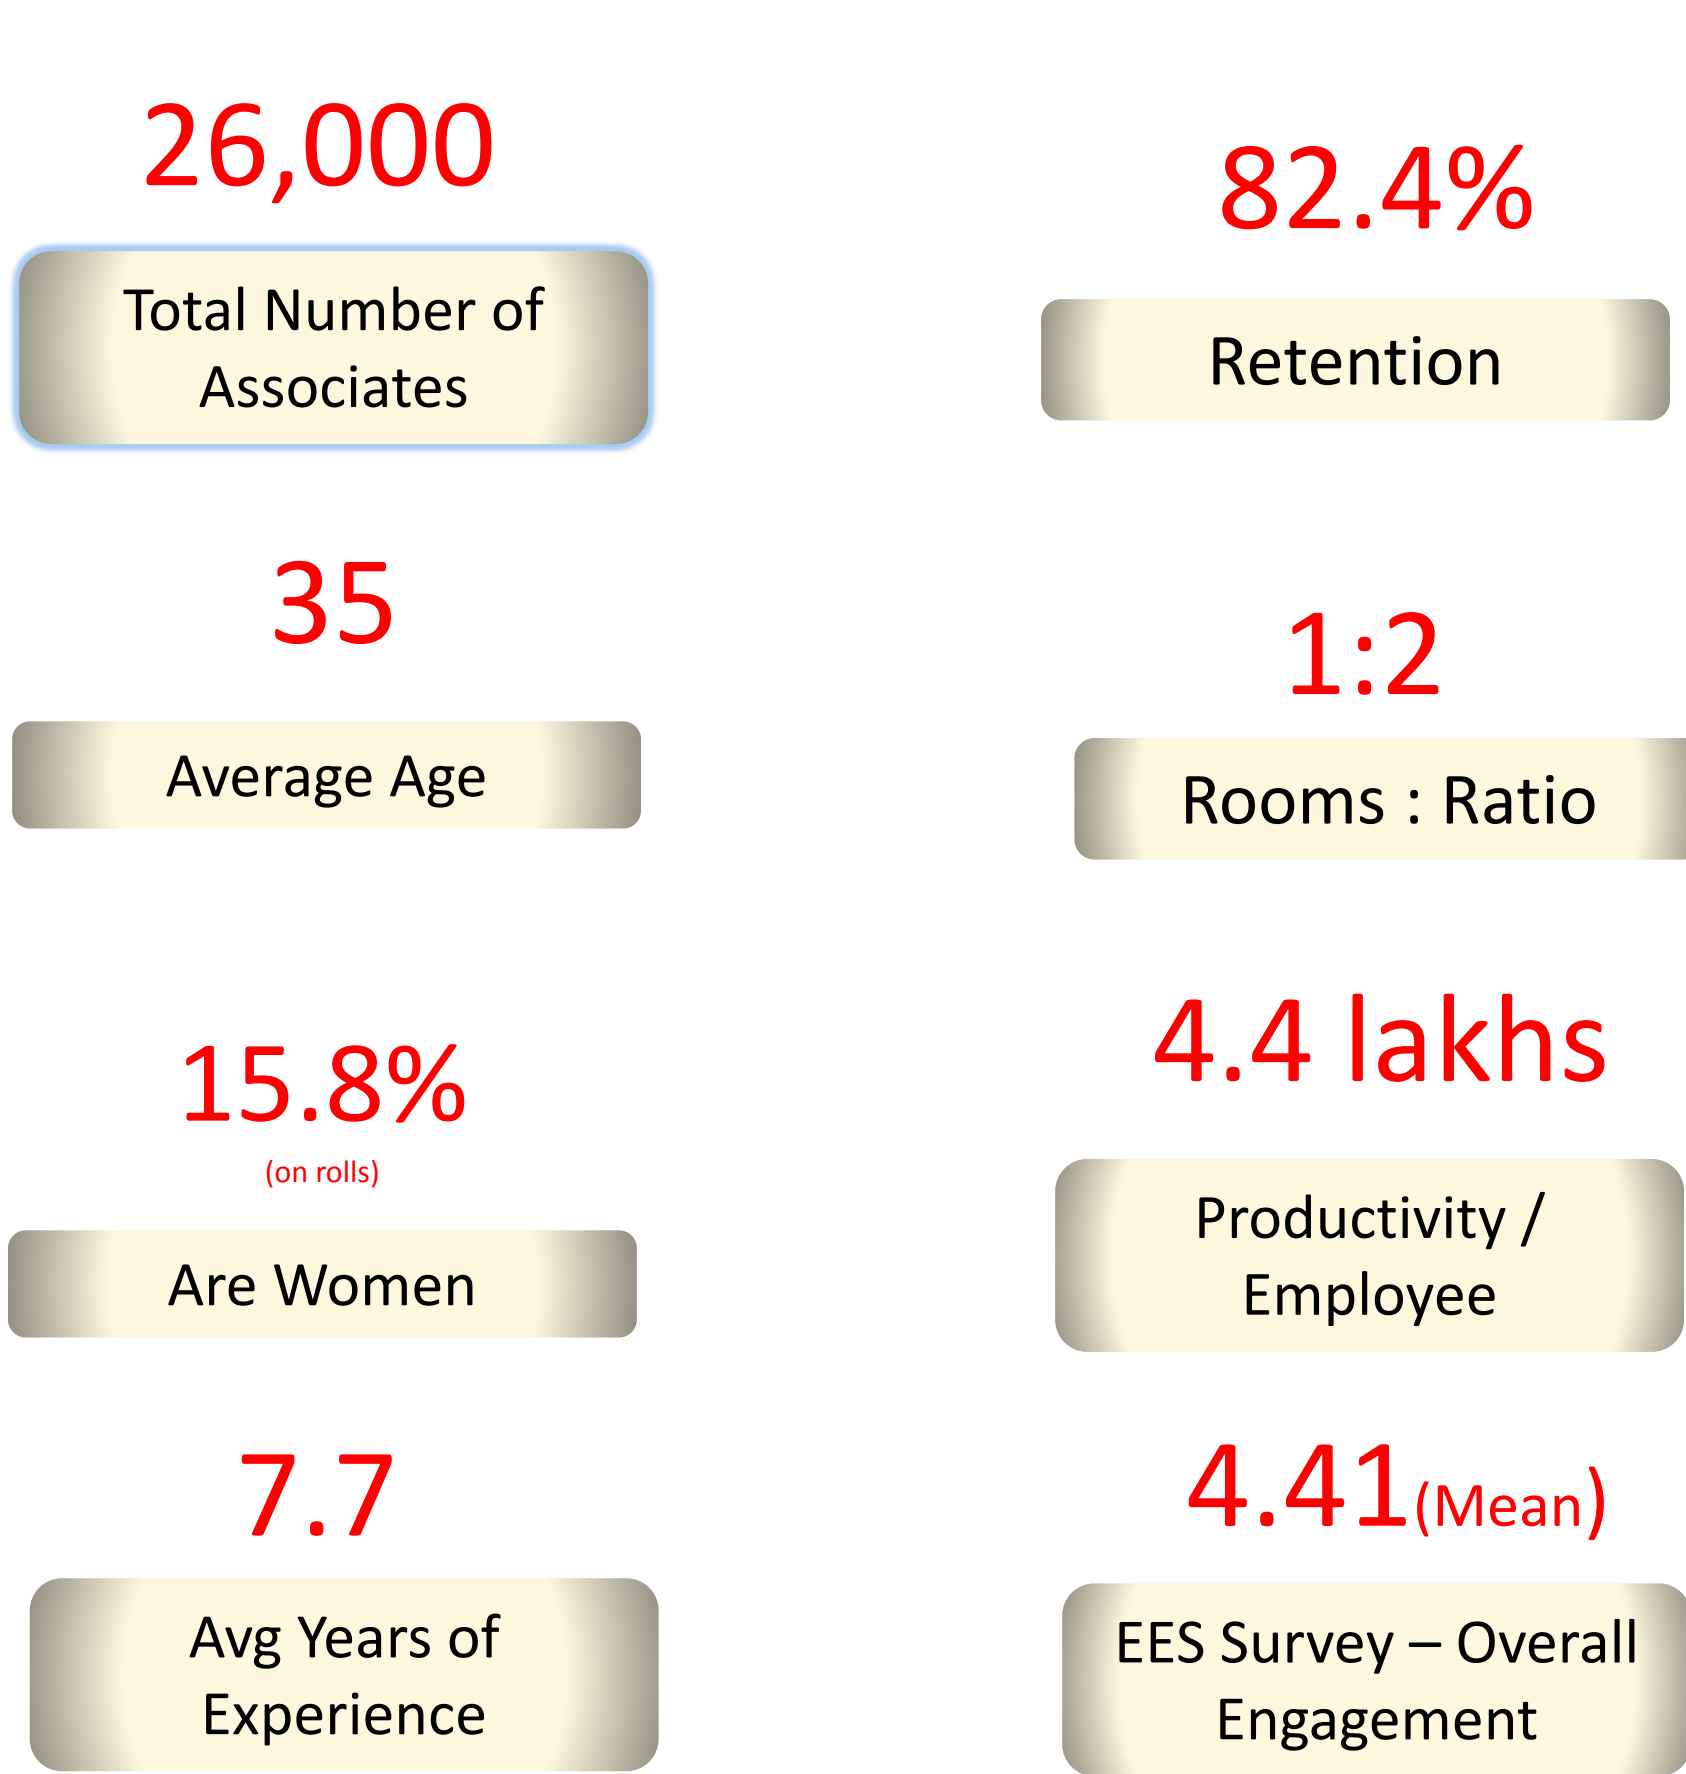 26,000
Total Number of
Associates
82.4%
Retention
35
Average Age
1:2
Rooms : Ratio
15.8%
(on rolls)
Are Women
4.4 lakhs
Productivity /
Employee
7.7
Avg Years of
Experience
4.41(Mean)
EES Survey – Overall
Engagement